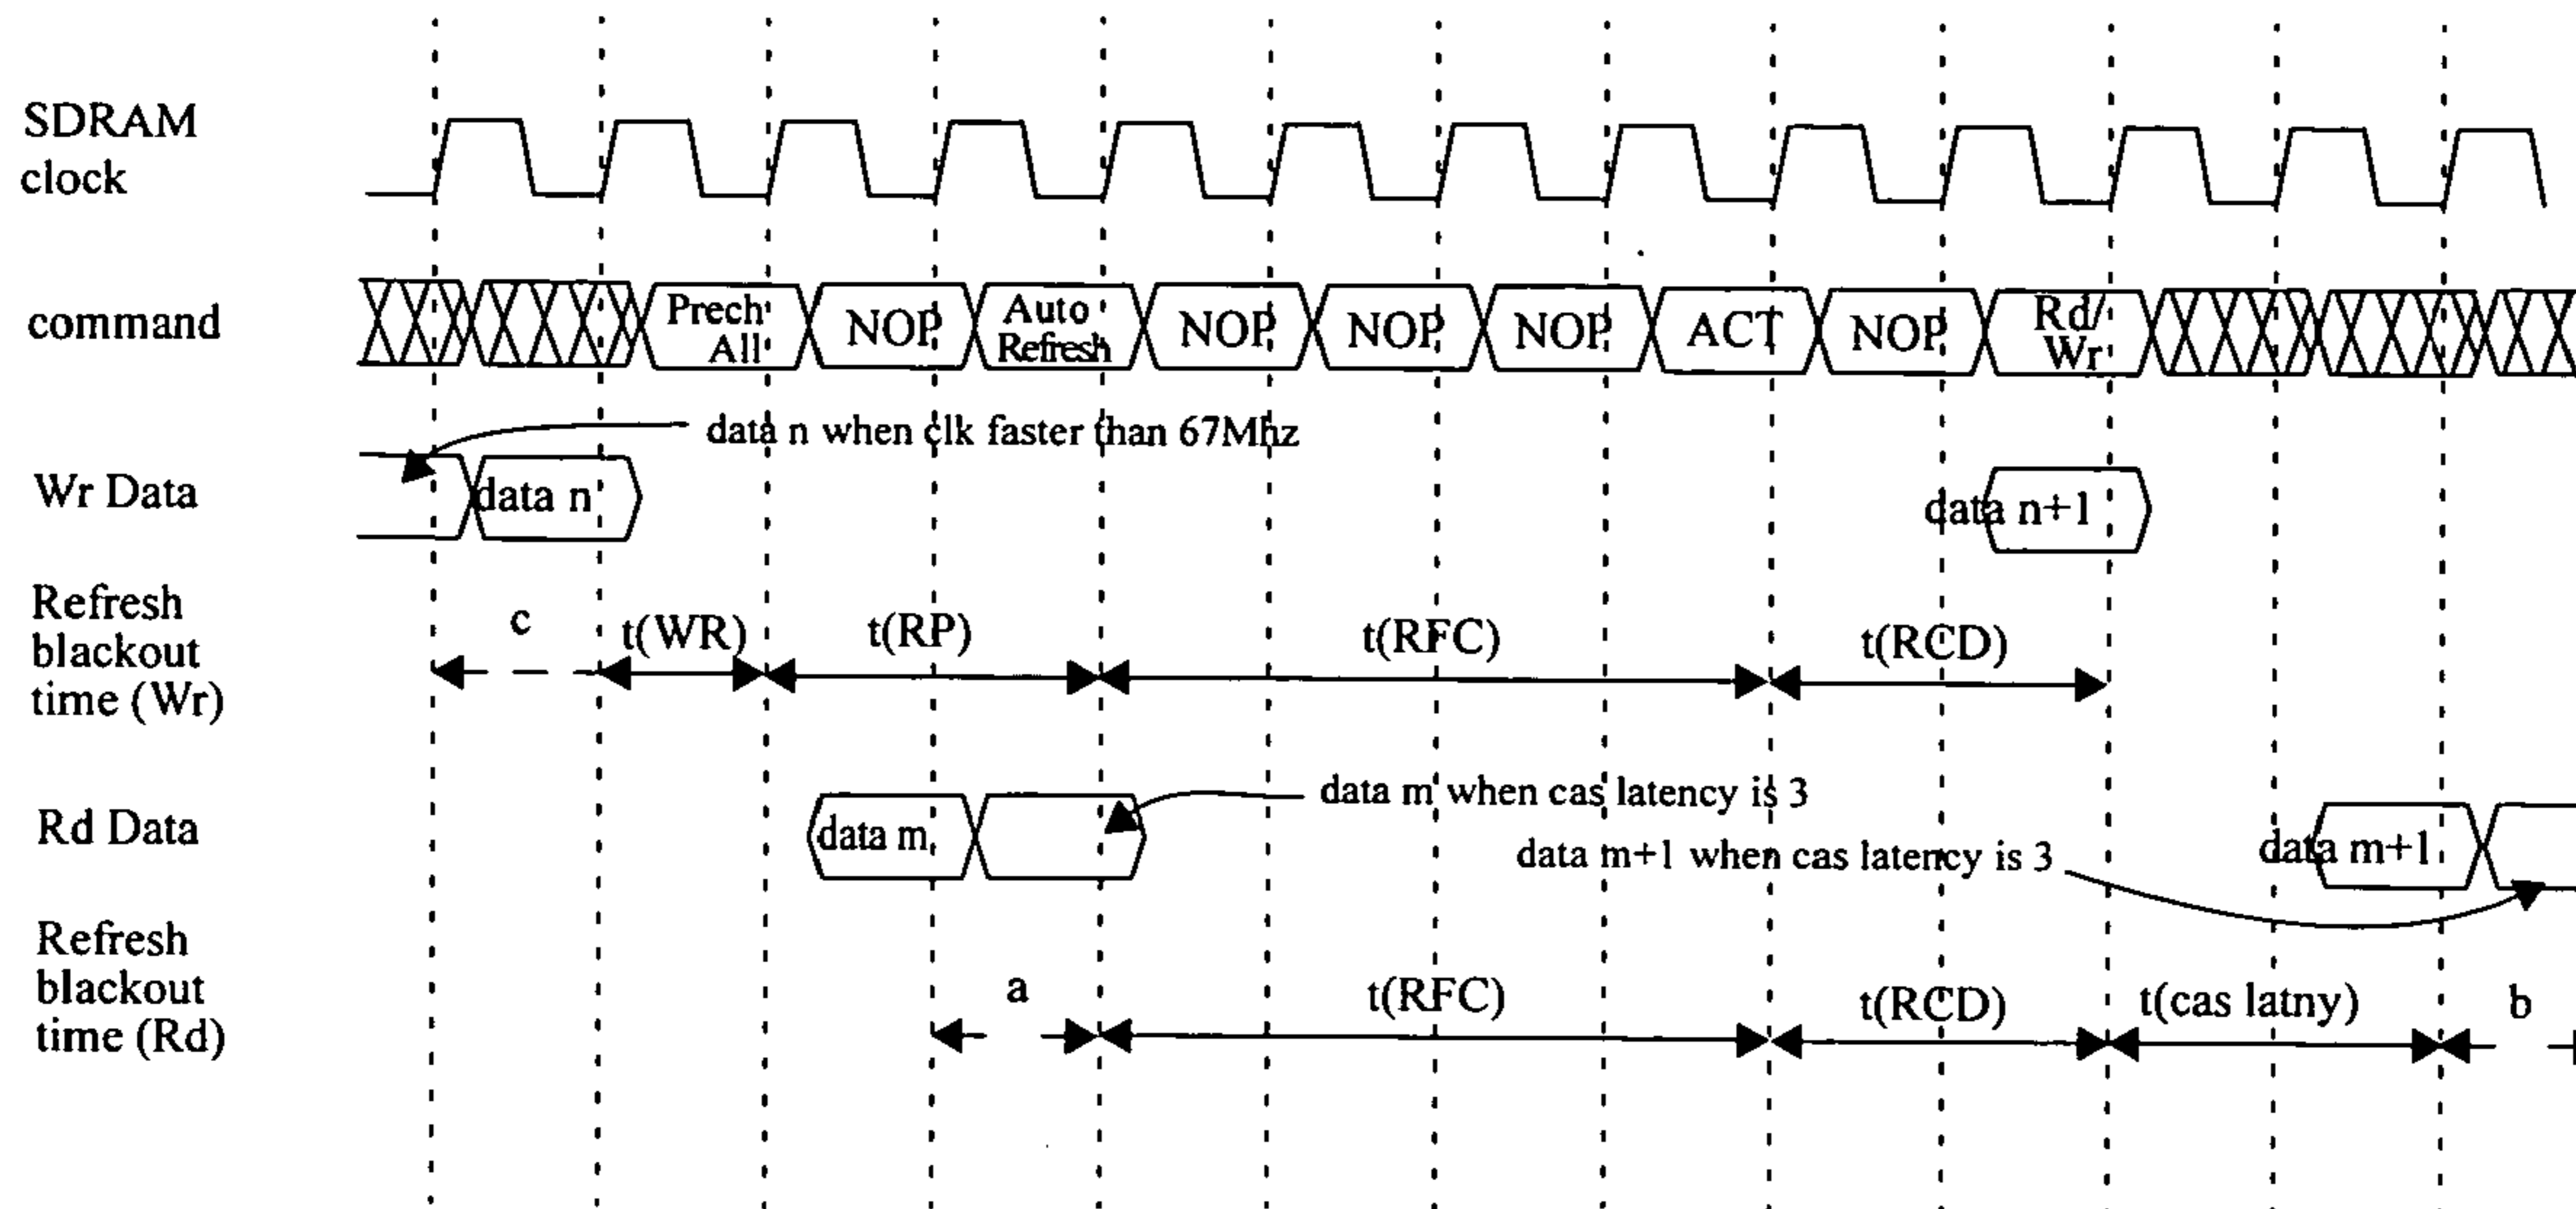 SDRAM
clock
command
Prech
All
NOP
Auto
Refresh
NOP
NOP
NOP
ACT
NOP
Rd/
Wr
data n when clk faster than 67Mhz
Wr Data
data n
data n+1
Refresh
blackout
time (Wr)
c
t(WR)
t(RP)
t(RFC)
t(RCD)
data m when cas latency is 3
Rd Data
data m
data m+1 when cas latency is 3
data m+1
Refresh
blackout
time (Rd)
a
t(RFC)
t(RCD)
t(cas latny)
b